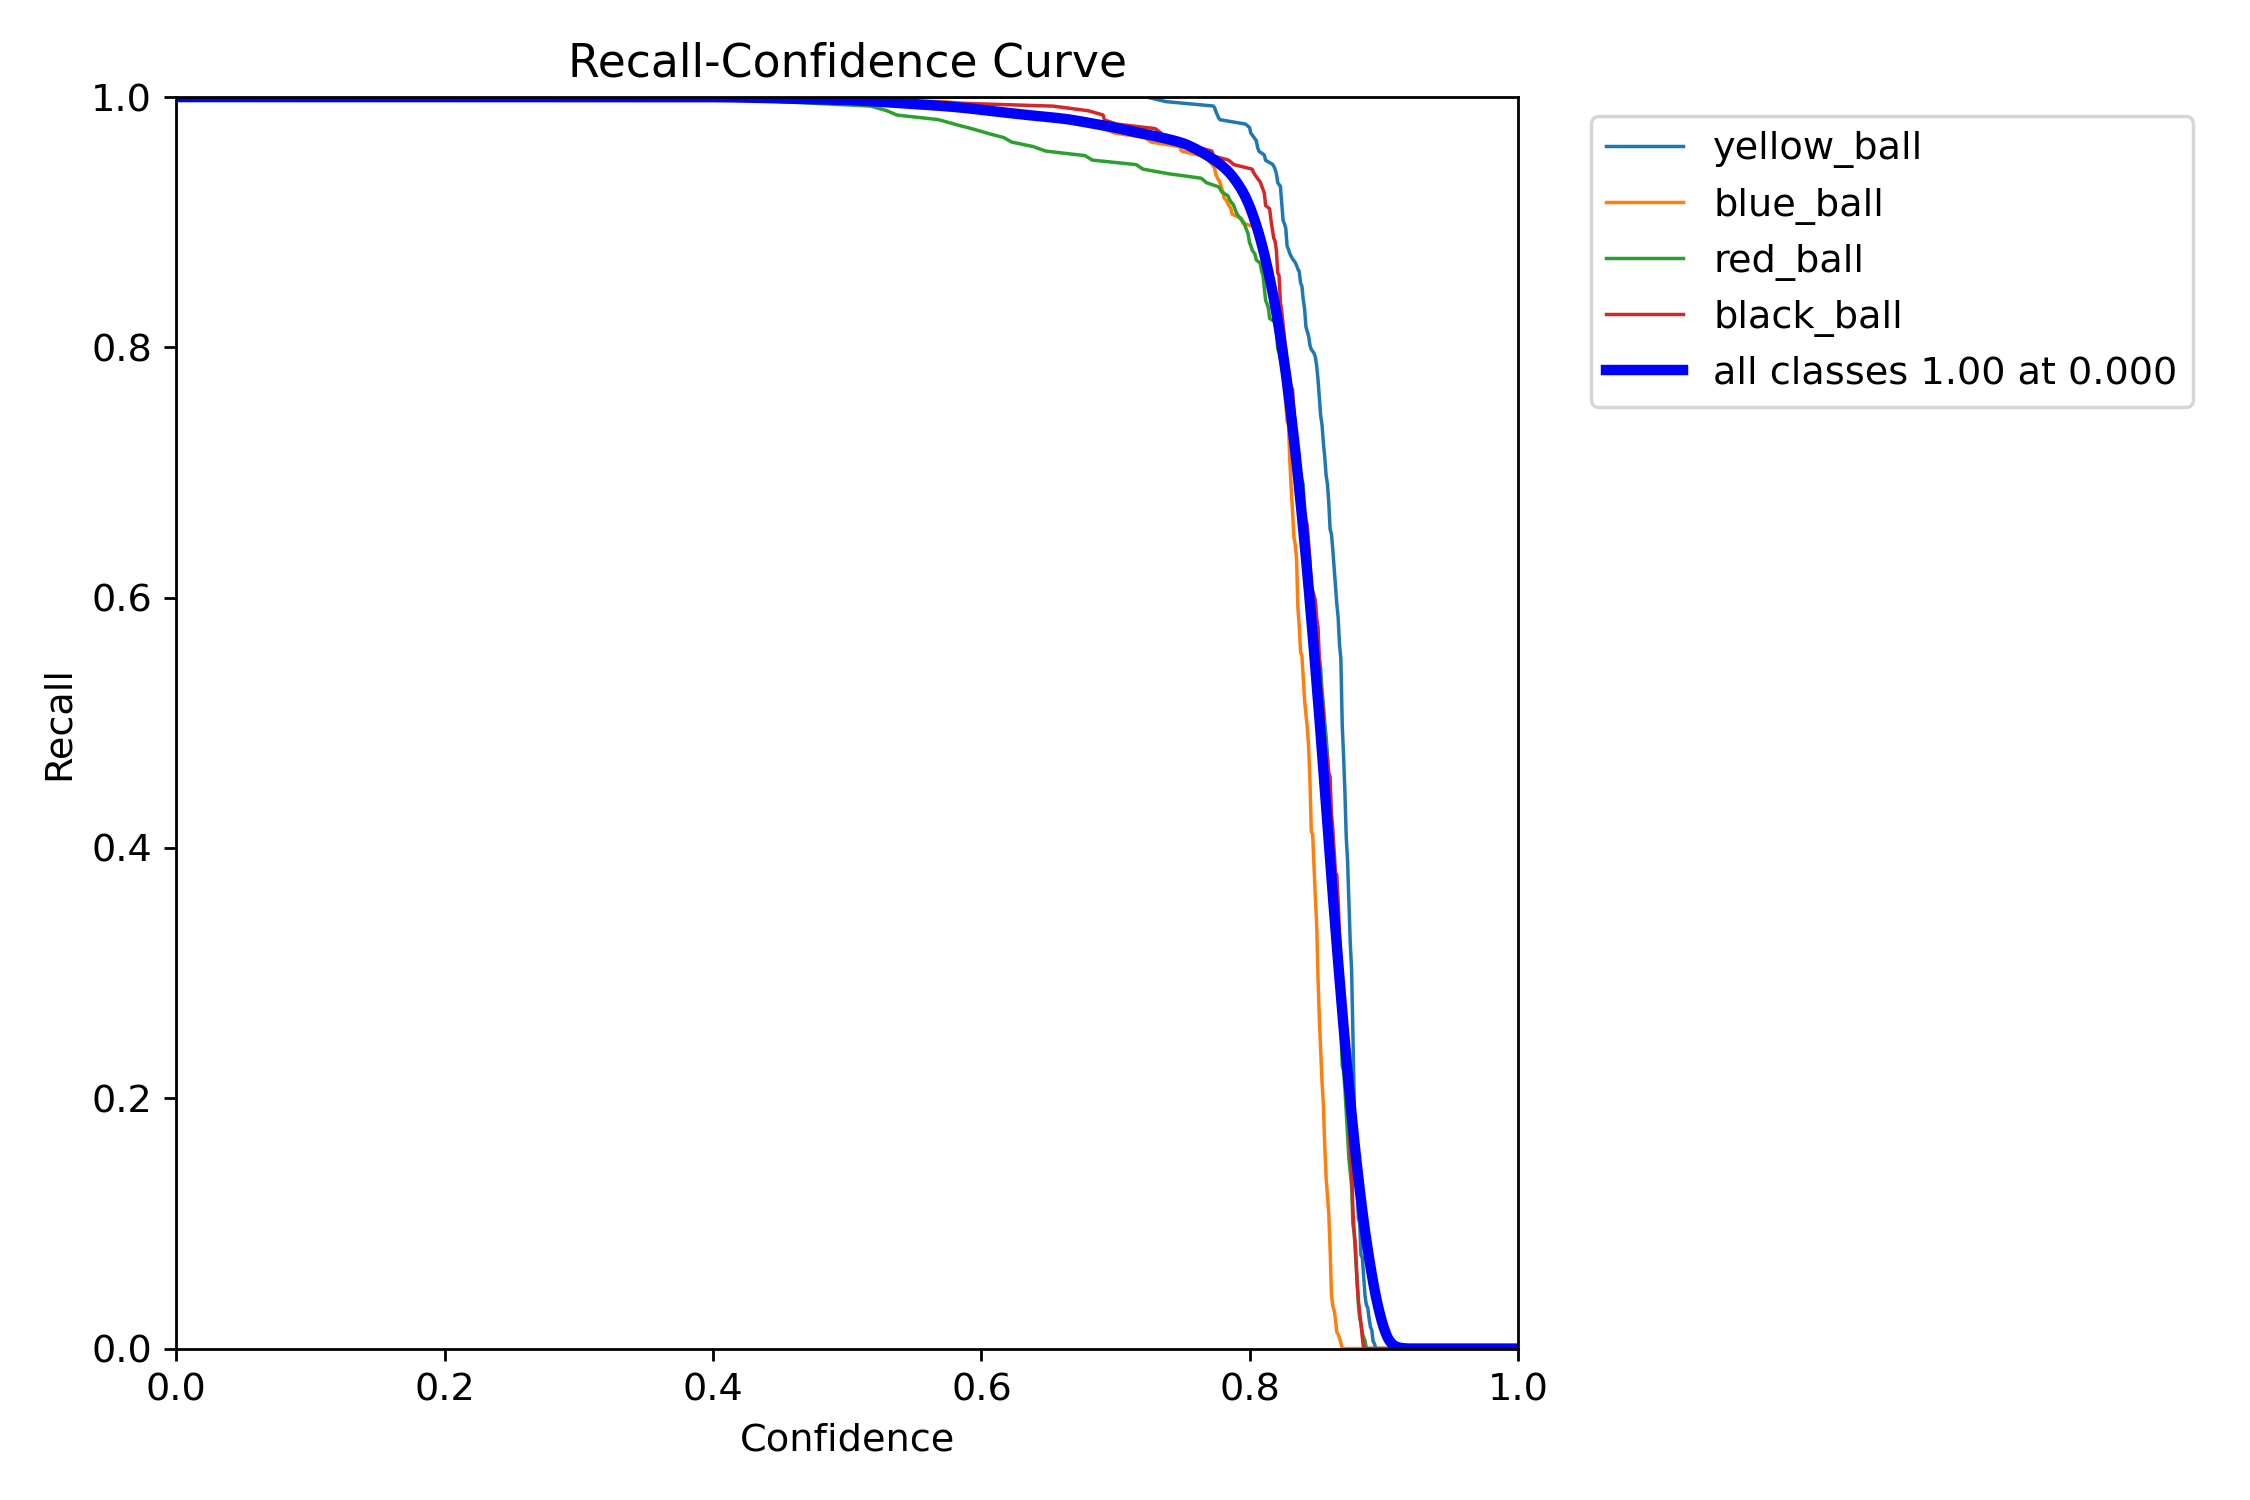 Recall-Confidence Curve
1.0
0.8
0.6
0.4
0.2
0.0
Recall
0.0 0.2 0.4 0.6 0.8 1.0
Confidence
yellow_ball
blue_ball
red_ball
black_ball
all classes 1.00 at 0.000